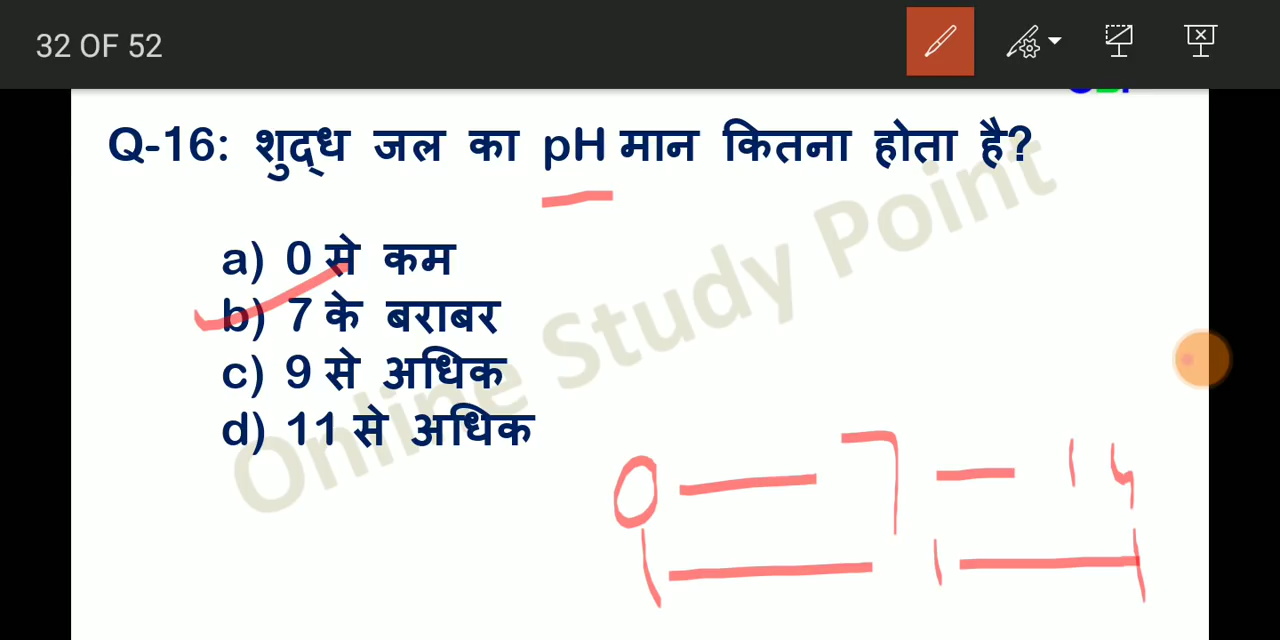 32 OF 52
Q-16: शुद्ध जल का pH मान कितना होता है?
a) 0 से कम
b) 7 के बराबर
c) 9 से अधिक
d) 11 से अधिक
Online Study Point
0 — 7 — 14